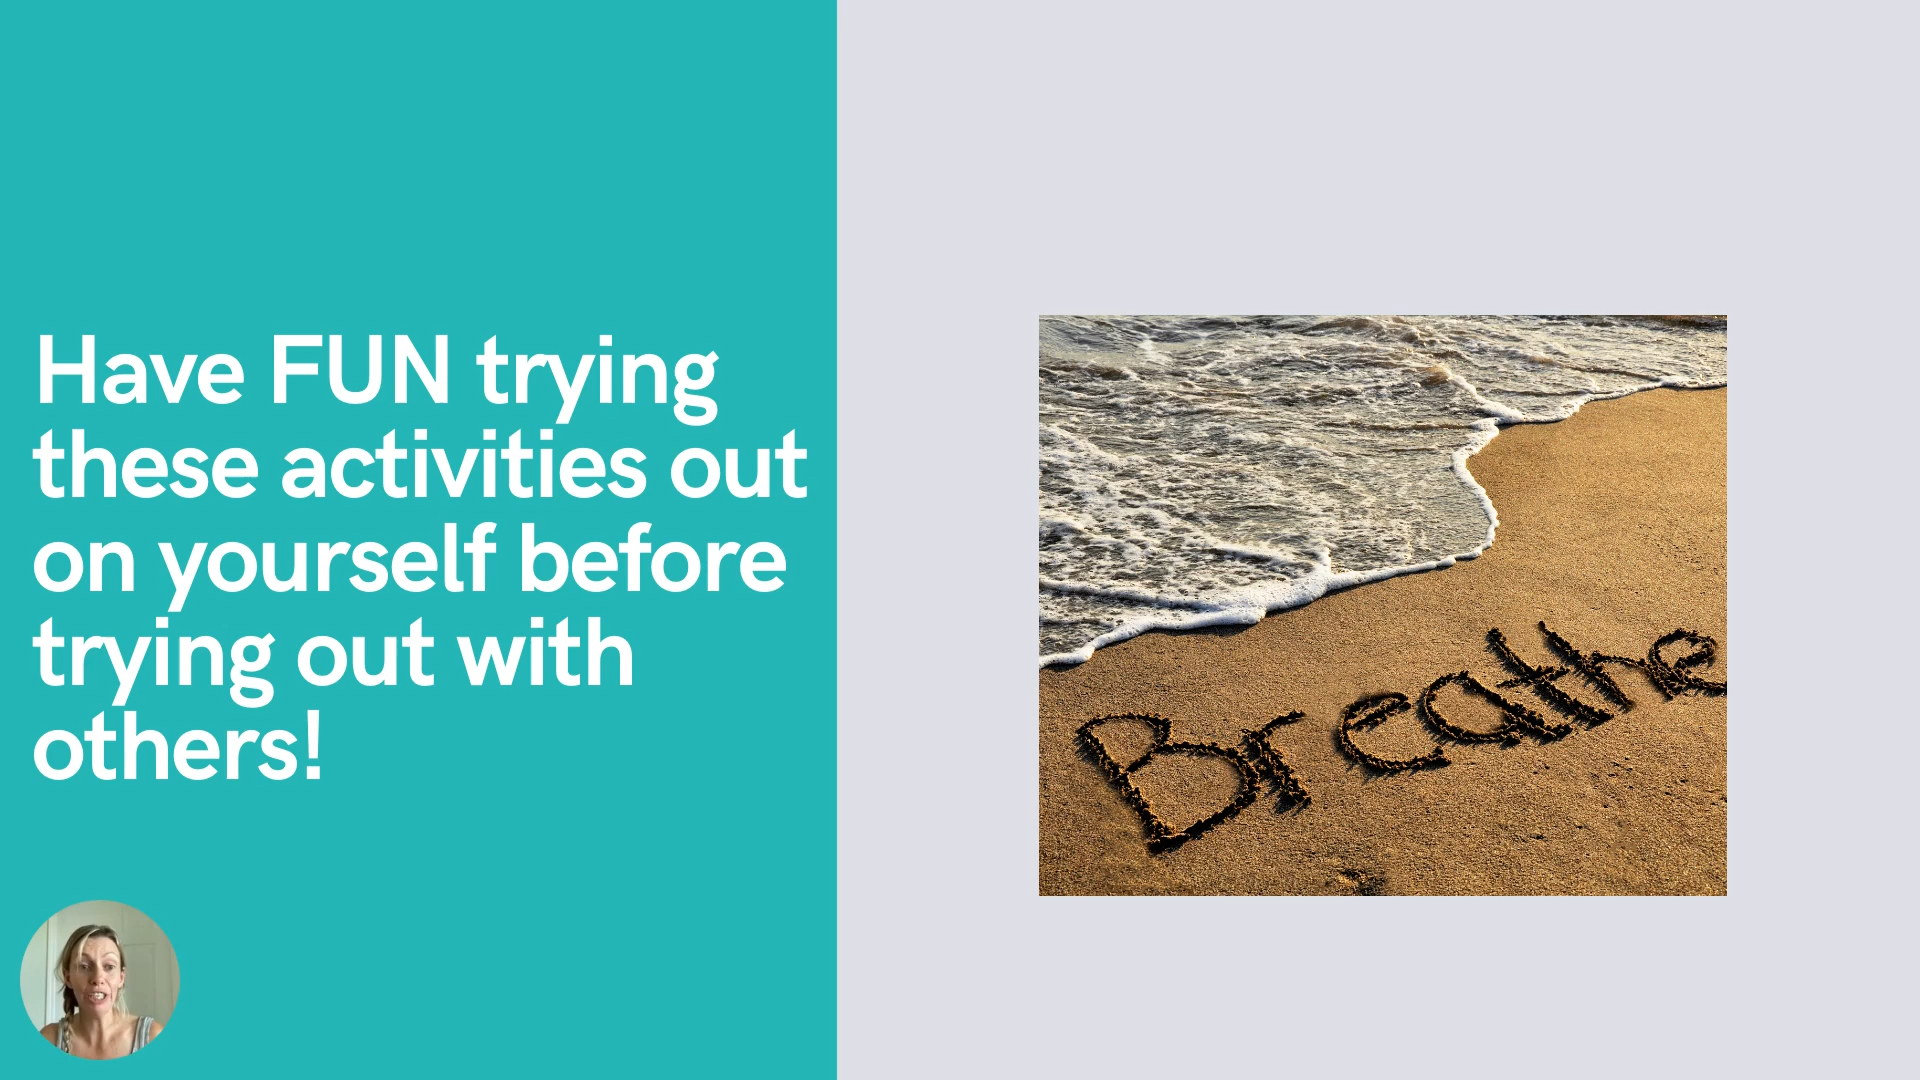 Have FUN trying
these activities out
on yourself before
trying out with
others!
Breathe